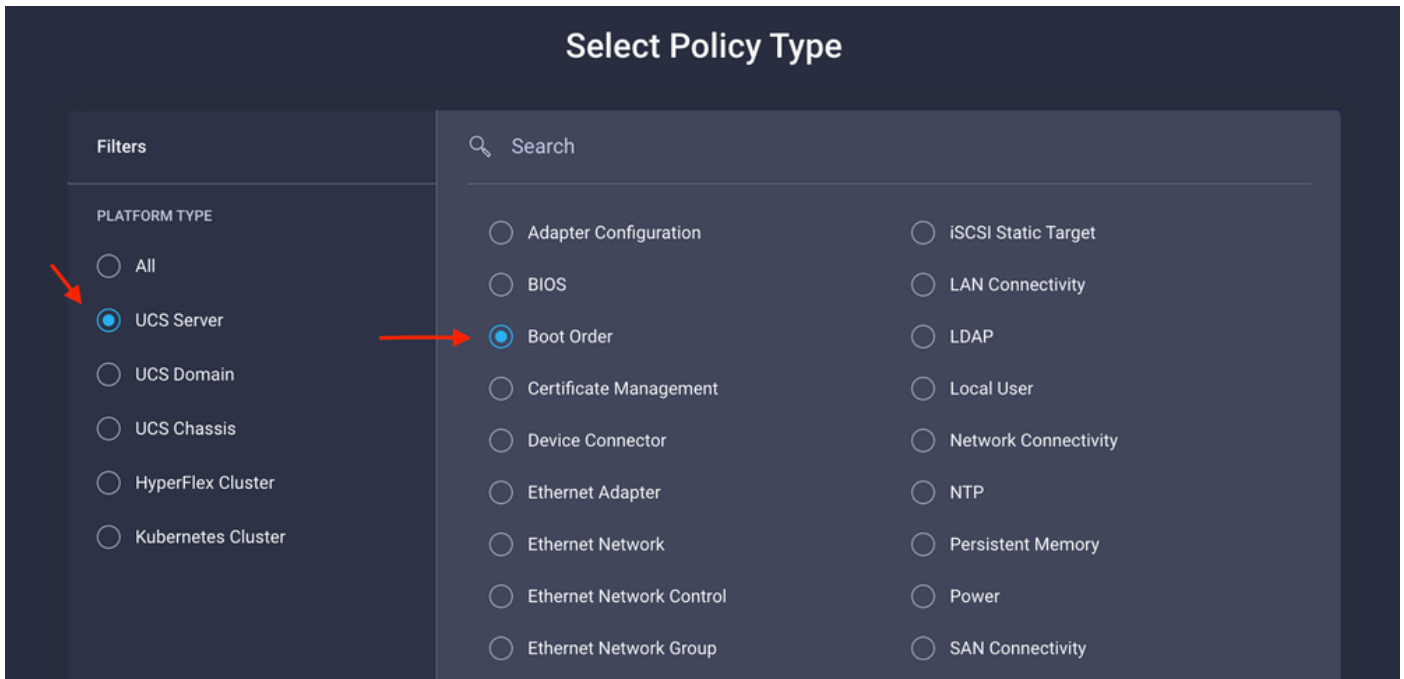 Select Policy Type
Filters
Search
PLATFORM TYPE
All
UCS Server
UCS Domain
UCS Chassis
HyperFlex Cluster
Kubernetes Cluster
Adapter Configuration
BIOS
Boot Order
Certificate Management
Device Connector
Ethernet Adapter
Ethernet Network
Ethernet Network Control
Ethernet Network Group
iSCSI Static Target
LAN Connectivity
LDAP
Local User
Network Connectivity
NTP
Persistent Memory
Power
SAN Connectivity